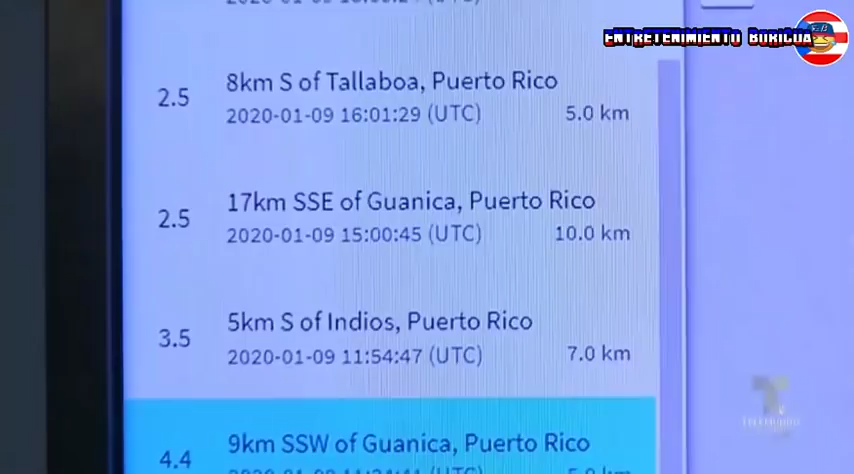 ENTRETENIMIENTO BORICUA
2.5
8km S of Tallaboa, Puerto Rico
2020-01-09 16:01:29 (UTC)
5.0 km
2.5
17km SSE of Guanica, Puerto Rico
2020-01-09 15:00:45 (UTC)
10.0 km
3.5
5km S of Indios, Puerto Rico
2020-01-09 11:54:47 (UTC)
7.0 km
4.4
9km SSW of Guanica, Puerto Rico